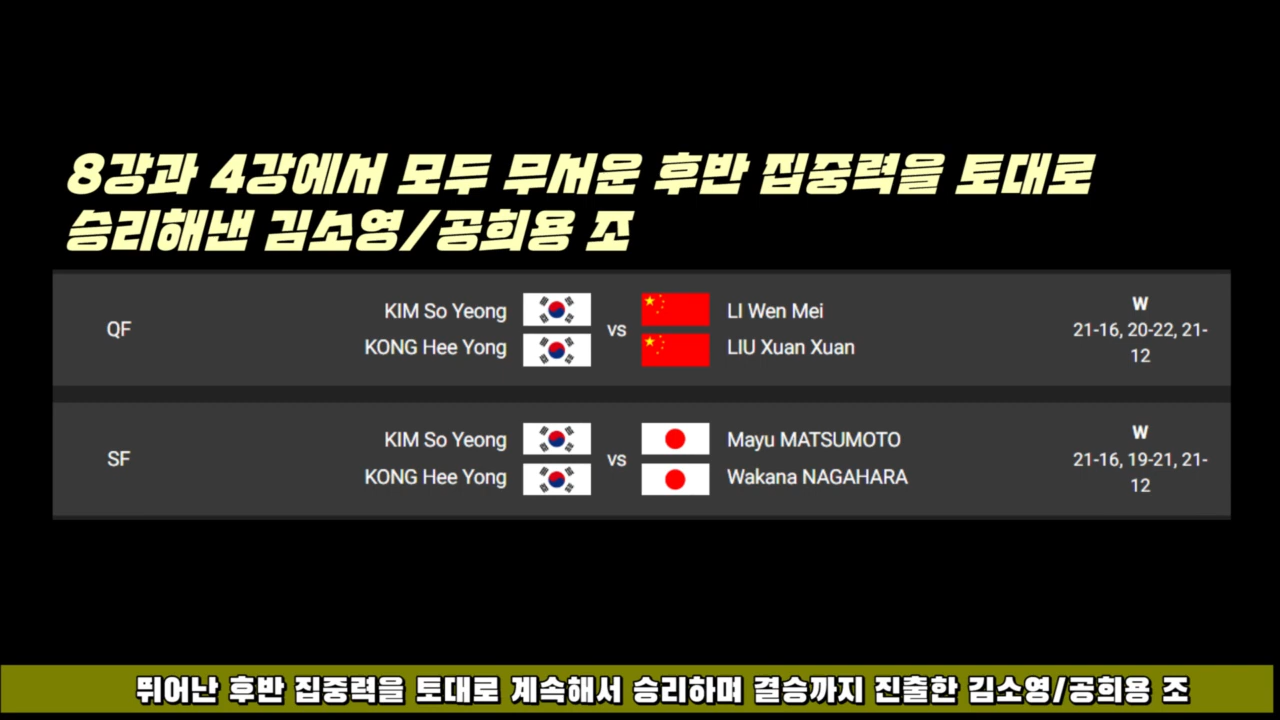 8강과 4강에서 모두 무서운 후반 집중력을 토대로
승리해낸 김소영/공희용 조
QF
KIM So Yeong
KONG Hee Yong
vs
LI Wen Mei
LIU Xuan Xuan
W
21-16, 20-22, 21-
12
SF
KIM So Yeong
KONG Hee Yong
vs
Mayu MATSUMOTO
Wakana NAGAHARA
W
21-16, 19-21, 21-
12
뛰어난 후반 집중력을 토대로 계속해서 승리하며 결승까지 진출한 김소영/공희용 조